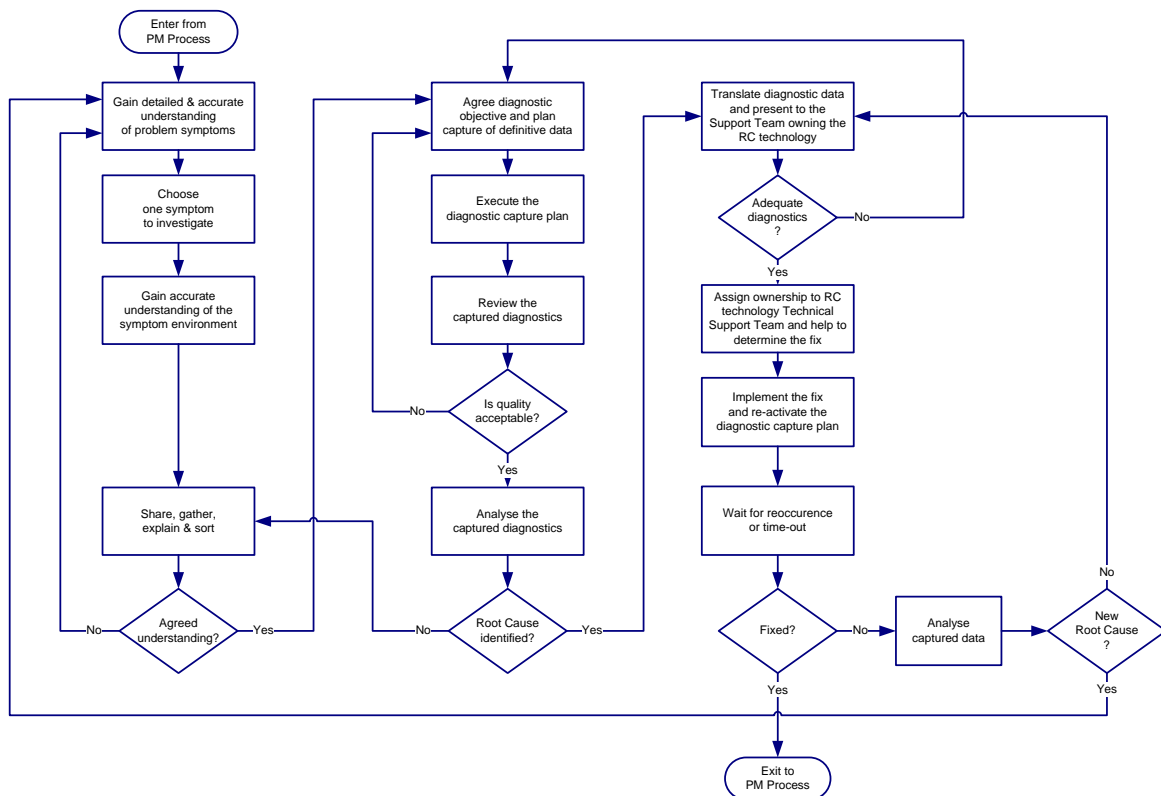 Enter from
PM Process
Gain detailed & accurate
understanding
of problem symptoms
Choose
one symptom
to investigate
Gain accurate
understanding of the
symptom environment
Share, gather,
explain & sort
Agreed
understanding?
No
Yes
Agree diagnostic
objective and plan
capture of definitive data
Execute the
diagnostic capture plan
Review the
captured diagnostics
Is quality
acceptable?
No
Yes
Analyse the
captured diagnostics
Root Cause
identified?
No
Yes
Translate diagnostic data
and present to the
Support Team owning the
RC technology
Adequate
diagnostics
?
No
Yes
Assign ownership to RC
technology Technical
Support Team and help to
determine the fix
Implement the fix
and re-activate the
diagnostic capture plan
Wait for reoccurence
or time-out
Fixed?
No
Yes
Analyse
captured data
New
Root Cause
?
No
Yes
Exit to
PM Process